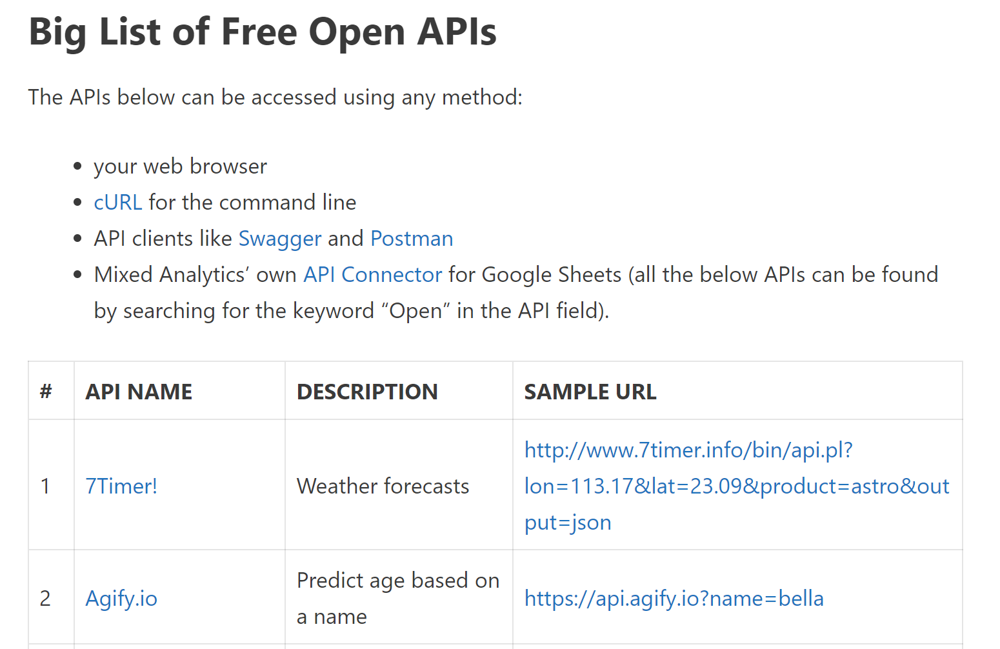 Big List of Free Open APIs
The APIs below can be accessed using any method:
your web browser
cURL for the command line
API clients like Swagger and Postman
Mixed Analytics’ own API Connector for Google Sheets (all the below APIs can be found
by searching for the keyword “Open” in the API field).
# API NAME DESCRIPTION SAMPLE URL
1 7Timer! Weather forecasts http://www.7timer.info/bin/api.pl?
lon=113.17&lat=23.09&product=astro&out
put=json
2 Agify.io Predict age based on
a name https://api.agify.io?name=bella